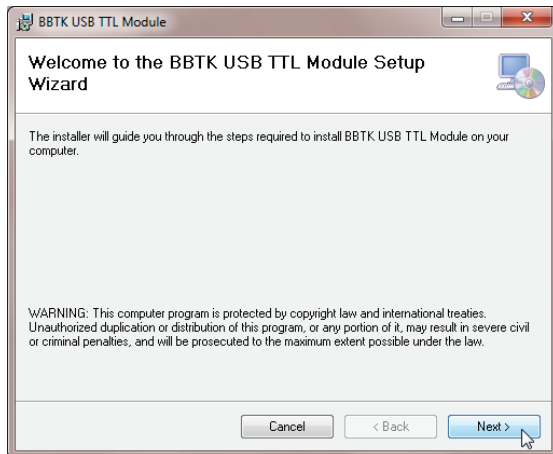 BBTK USB TTL Module
Welcome to the BBTK USB TTL Module Setup
Wizard
The installer will guide you through the steps required to install BBTK USB TTL Module on your
computer.
WARNING: This computer program is protected by copyright law and international treaties.
Unauthorized duplication or distribution of this program, or any portion of it, may result in severe civil
or criminal penalties, and will be prosecuted to the maximum extent possible under the law.
Cancel < Back Next >